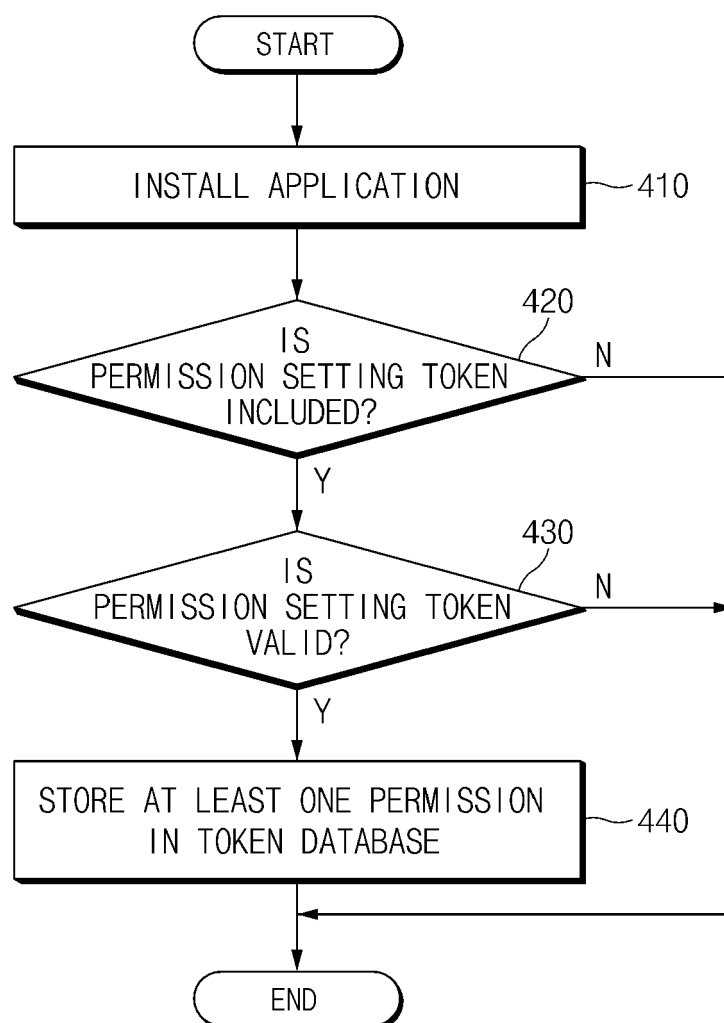 START
INSTALL APPLICATION
410
420
IS
PERMISSION SETTING TOKEN
INCLUDED?
N
Y
430
IS
PERMISSION SETTING TOKEN
VALID?
N
Y
STORE AT LEAST ONE PERMISSION
IN TOKEN DATABASE
440
END